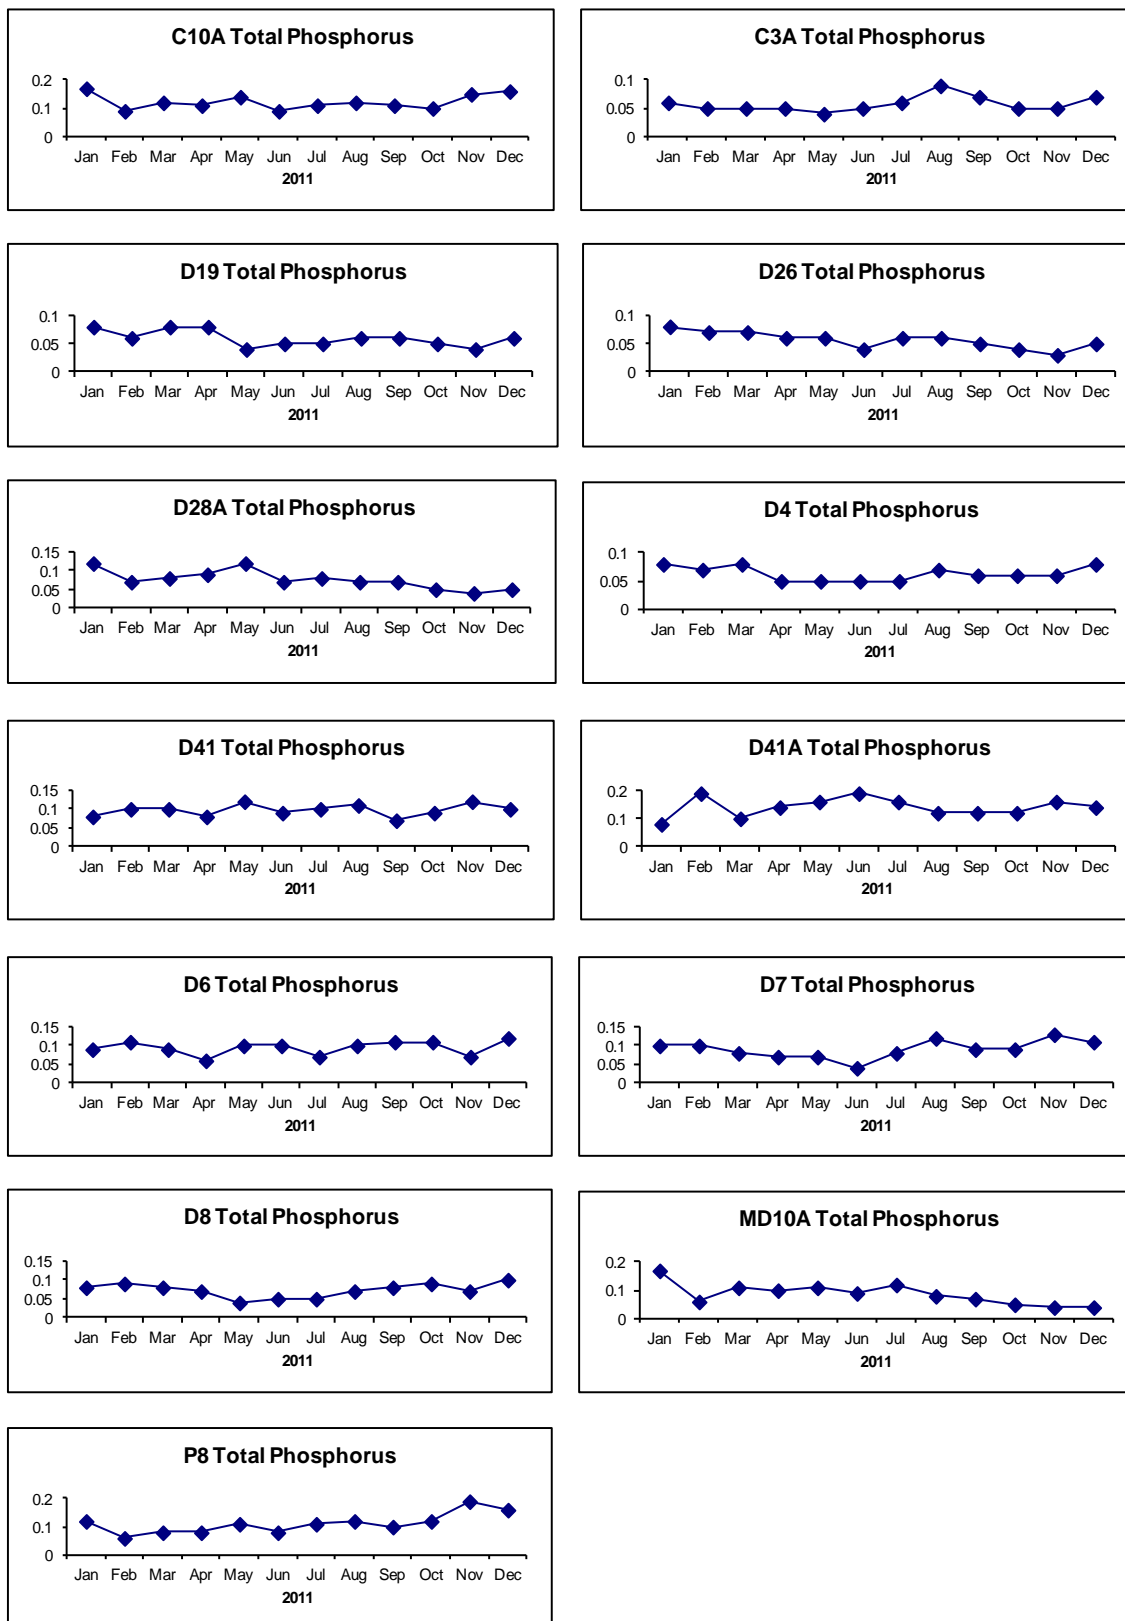 C10A Total Phosphorus
0.2
0.1
0
Jan Feb Mar Apr May Jun Jul Aug Sep Oct Nov Dec
2011
C3A Total Phosphorus
0.1
0.05
0
Jan Feb Mar Apr May Jun Jul Aug Sep Oct Nov Dec
2011
D19 Total Phosphorus
0.1
0.05
0
Jan Feb Mar Apr May Jun Jul Aug Sep Oct Nov Dec
2011
D26 Total Phosphorus
0.1
0.05
0
Jan Feb Mar Apr May Jun Jul Aug Sep Oct Nov Dec
2011
D28A Total Phosphorus
0.15
0.1
0.05
0
Jan Feb Mar Apr May Jun Jul Aug Sep Oct Nov Dec
2011
D4 Total Phosphorus
0.1
0.05
0
Jan Feb Mar Apr May Jun Jul Aug Sep Oct Nov Dec
2011
D41 Total Phosphorus
0.15
0.1
0.05
0
Jan Feb Mar Apr May Jun Jul Aug Sep Oct Nov Dec
2011
D41A Total Phosphorus
0.2
0.1
0
Jan Feb Mar Apr May Jun Jul Aug Sep Oct Nov Dec
2011
D6 Total Phosphorus
0.15
0.1
0.05
0
Jan Feb Mar Apr May Jun Jul Aug Sep Oct Nov Dec
2011
D7 Total Phosphorus
0.15
0.1
0.05
0
Jan Feb Mar Apr May Jun Jul Aug Sep Oct Nov Dec
2011
D8 Total Phosphorus
0.15
0.1
0.05
0
Jan Feb Mar Apr May Jun Jul Aug Sep Oct Nov Dec
2011
MD10A Total Phosphorus
0.2
0.1
0
Jan Feb Mar Apr May Jun Jul Aug Sep Oct Nov Dec
2011
P8 Total Phosphorus
0.2
0.1
0
Jan Feb Mar Apr May Jun Jul Aug Sep Oct Nov Dec
2011